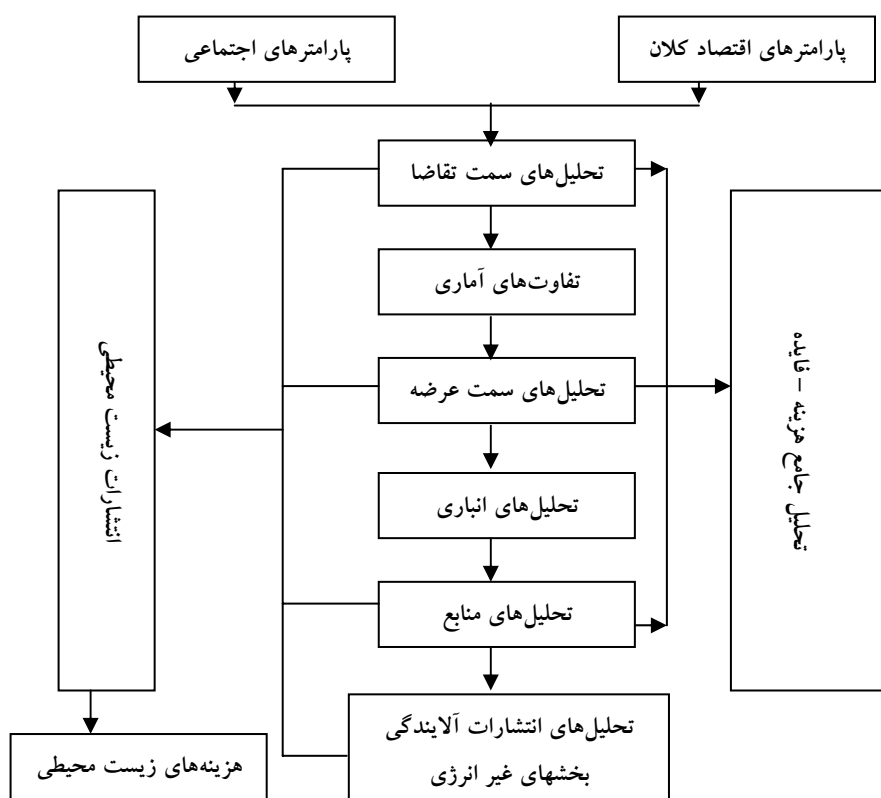 پارامترهای اقتصاد کلان
پارامترهای اجتماعی
تحلیل‌های سمت تقاضا
تفاوت‌های آماری
تحلیل‌های سمت عرضه
تحلیل‌های انباری
تحلیل‌های منابع
تحلیل‌های انتشارات آلایندگی
بخشهای غیر انرژی
تحلیل جامع هزینه – فایده
انتشارات زیست محیطی
هزینه‌های زیست محیطی